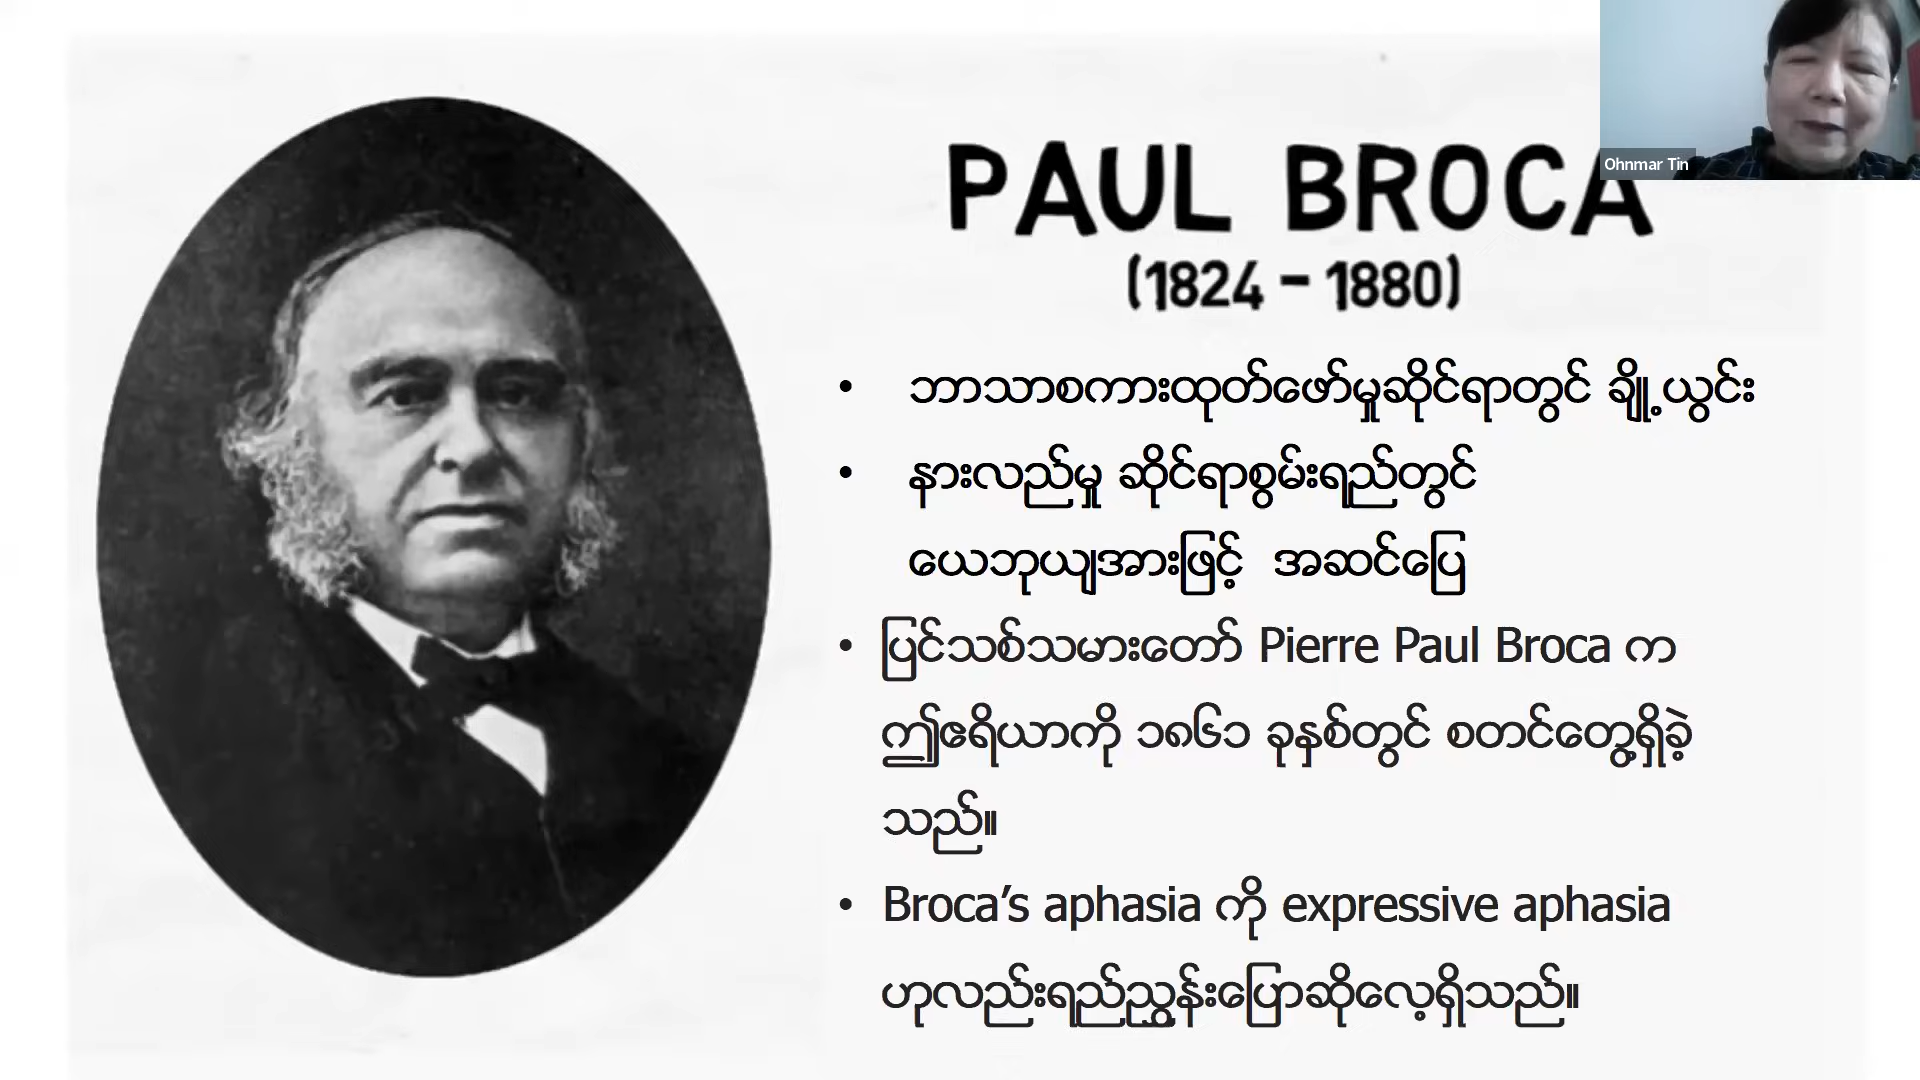 Ohnmar Tin
PAUL BROCA
(1824 – 1880)
• ဘာသာစကားထုတ်ဖော်မှုဆိုင်ရာတွင် ချို့ယွင်း
• နားလည်မှု ဆိုင်ရာစွမ်းရည်တွင်
ယေဘုယျအားဖြင့် အဆင်ပြေ
• ပြင်သစ်သမားတော် Pierre Paul Broca က
ဤဧရိယာကို ၁၈၆၁ ခုနှစ်တွင် စတင်တွေ့ရှိခဲ့
သည်။
• Broca’s aphasia ကို expressive aphasia
ဟုလည်းရည်ညွှန်းပြောဆိုလေ့ရှိသည်။